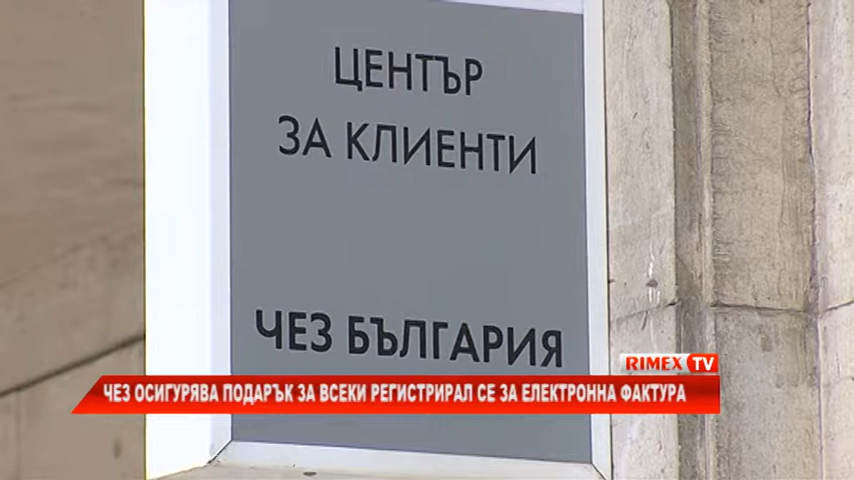 ЦЕНТЪР
ЗА КЛИЕНТИ
ЧЕЗ БЪЛГАРИЯ
RIMEX TV
ЧЕЗ ОСИГУРЯВА ПОДАРЪК ЗА ВСЕКИ РЕГИСТРИРАЛ СЕ ЗА ЕЛЕКТРОННА ФАКТУРА